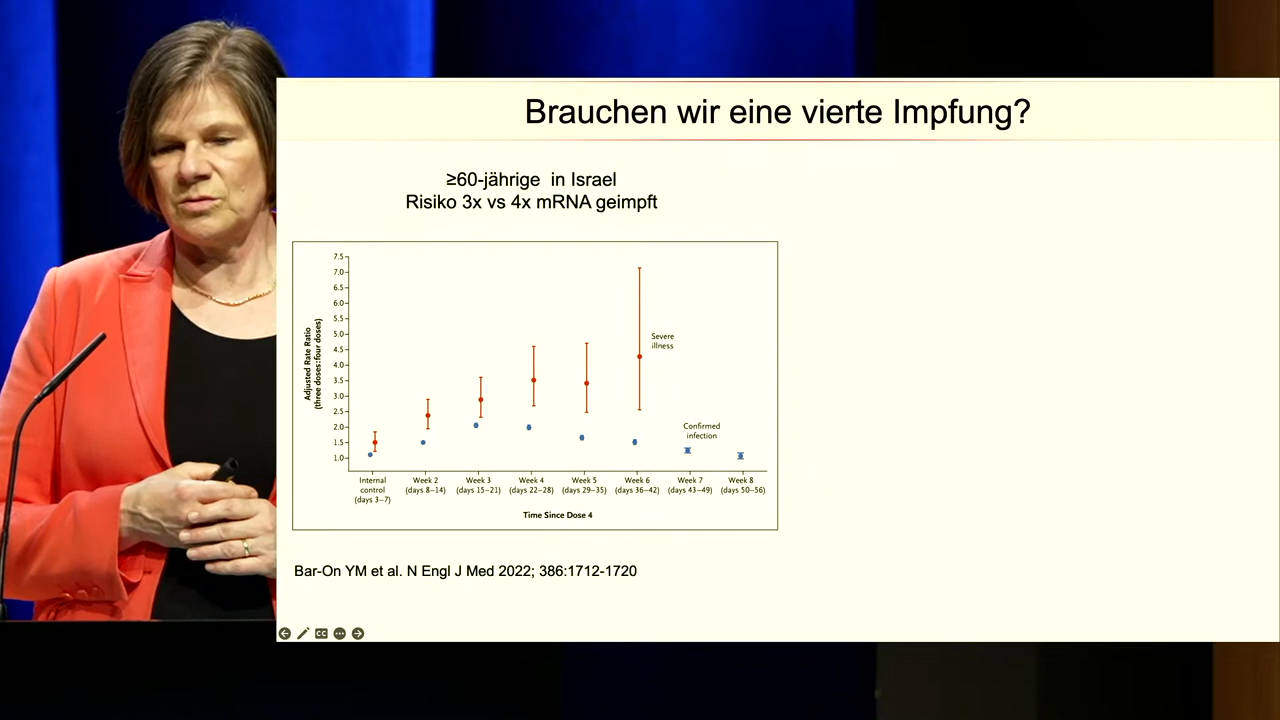 Brauchen wir eine vierte Impfung?
≥60-jährige in Israel
Risiko 3x vs 4x mRNA geimpft
7.5
7.0
6.5
6.0
5.5
5.0
4.5
4.0
3.5
3.0
2.5
2.0
1.5
1.0
Adjusted Rate Ratio
(three doses:four doses)
Severe
illness
Confirmed
infection
Internal
control
(days 3–7)
Week 2
(days 8–14)
Week 3
(days 15–21)
Week 4
(days 22–28)
Week 5
(days 29–35)
Week 6
(days 36–42)
Week 7
(days 43–49)
Week 8
(days 50–56)
Time Since Dose 4
Bar-On YM et al. N Engl J Med 2022; 386:1712-1720
CC